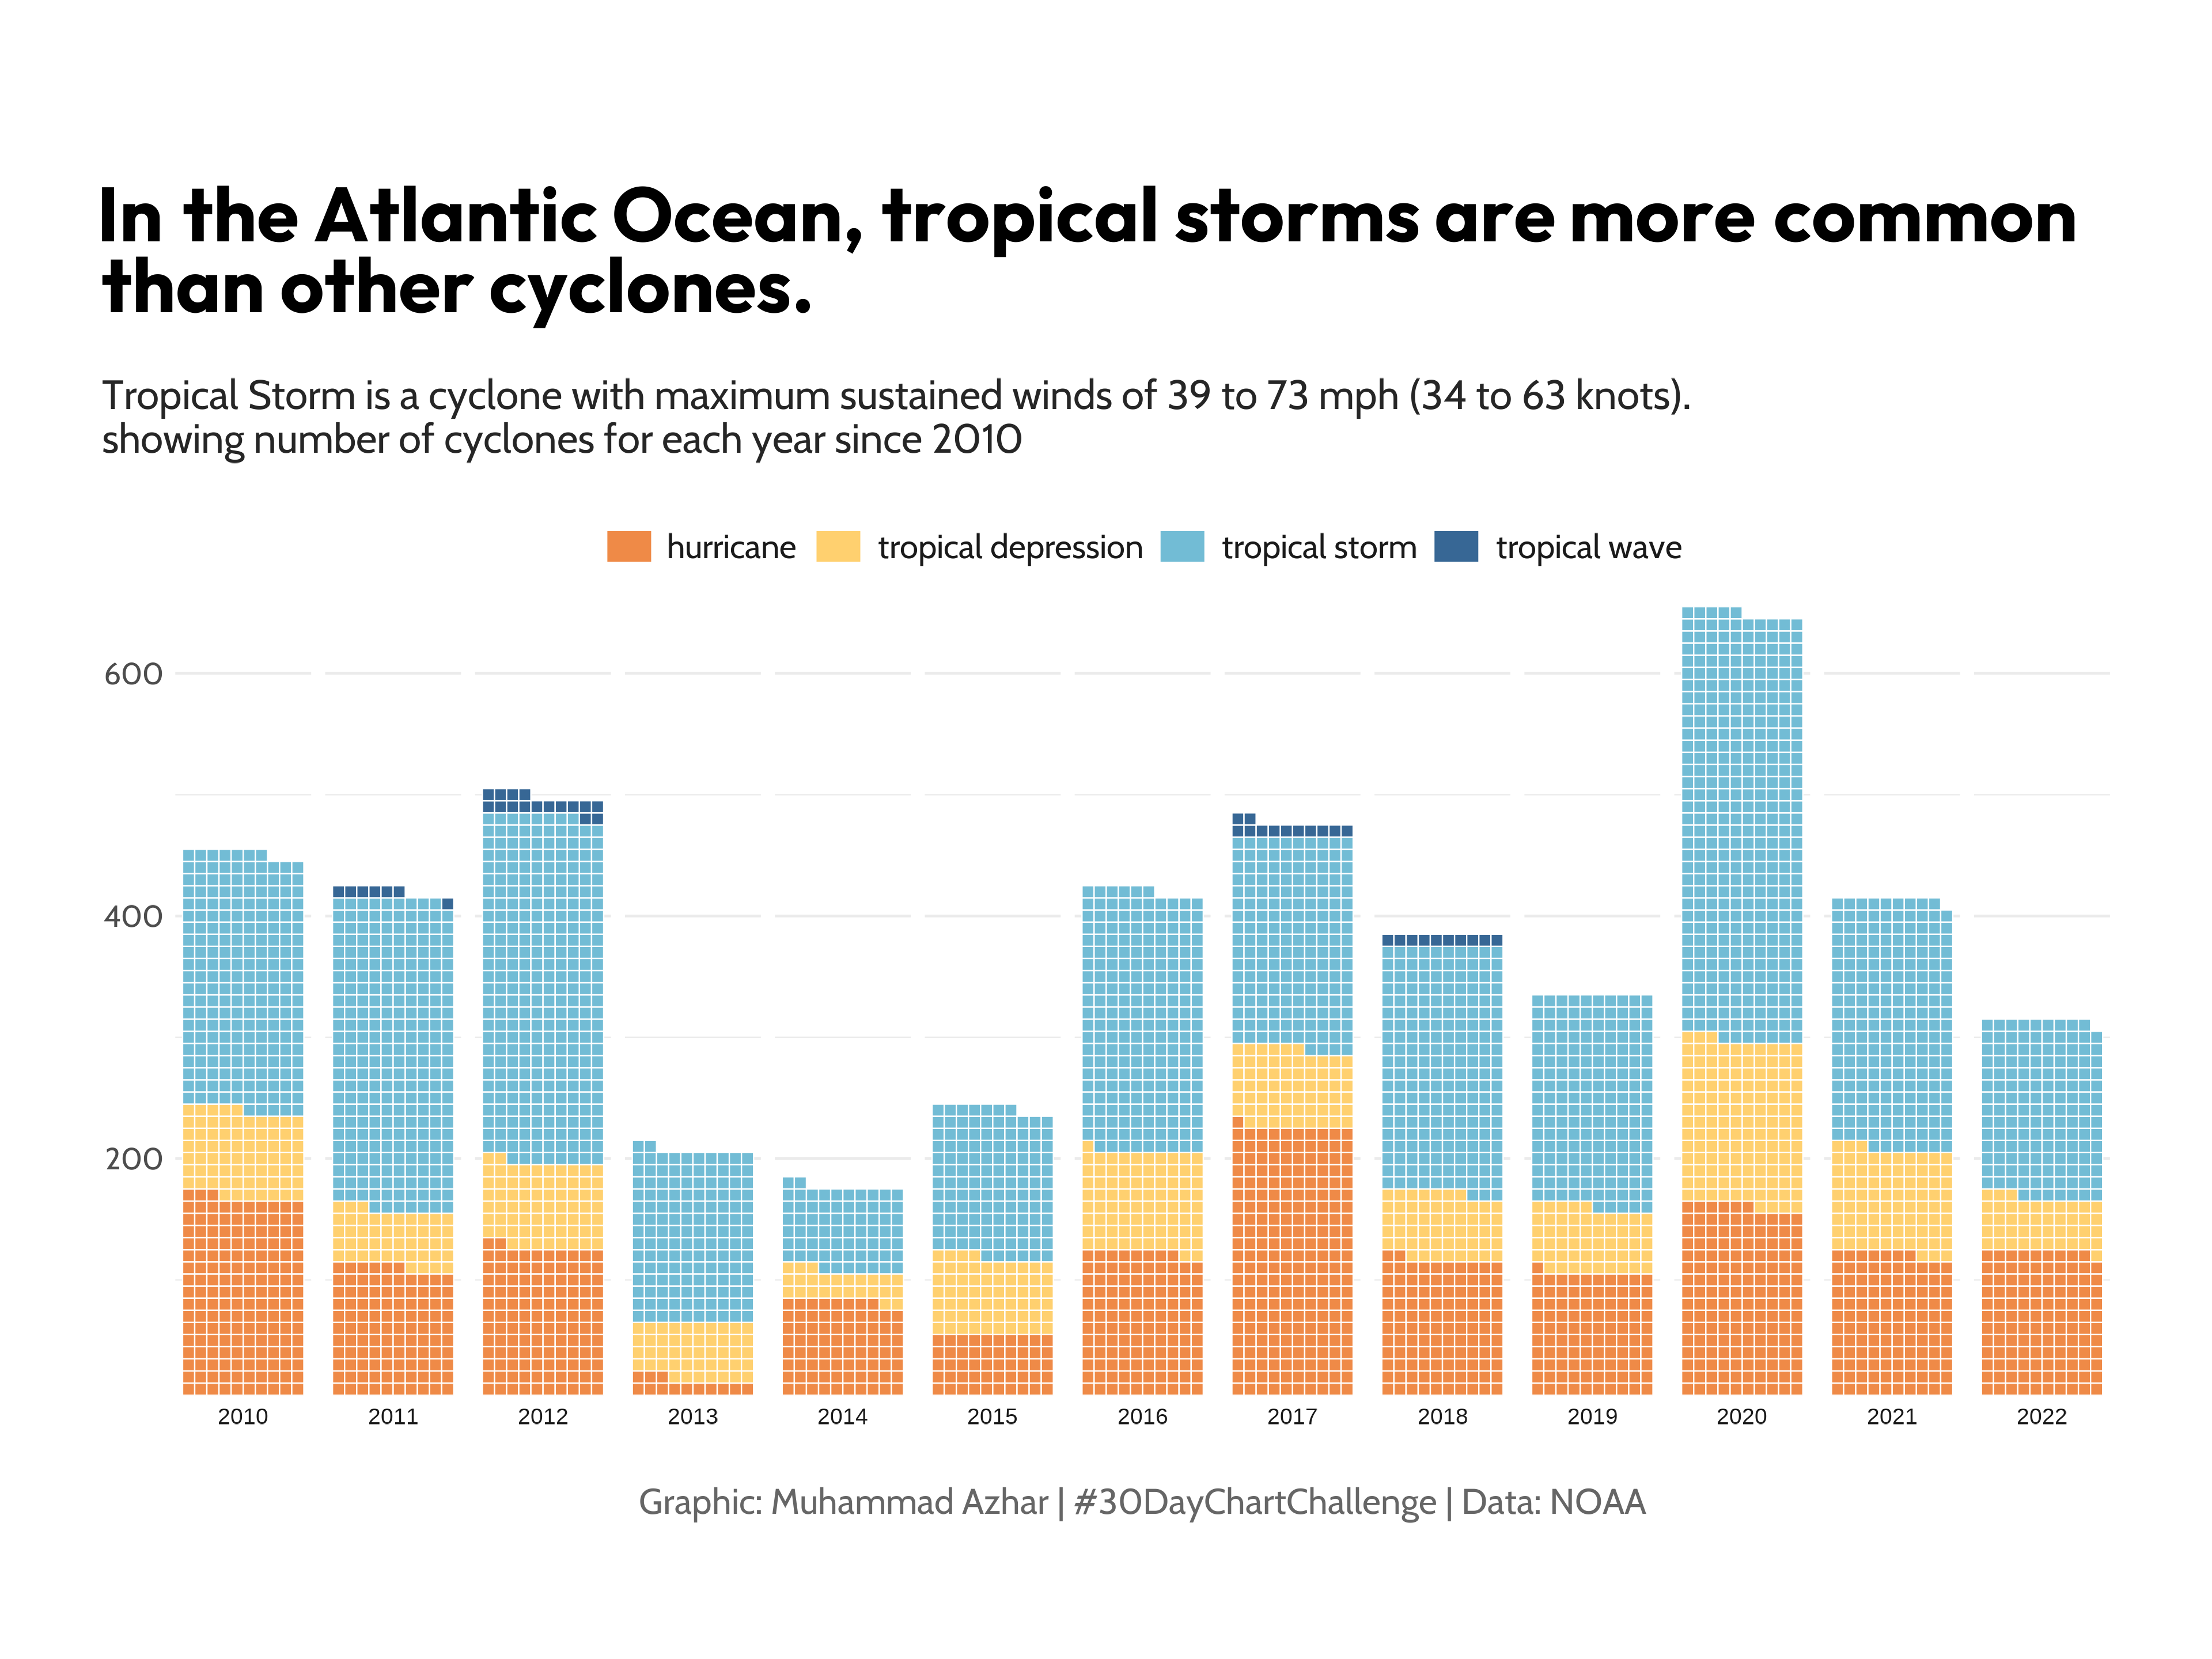 In the Atlantic Ocean, tropical storms are more common
than other cyclones.
Tropical Storm is a cyclone with maximum sustained winds of 39 to 73 mph (34 to 63 knots).
showing number of cyclones for each year since 2010
hurricane tropical depression tropical storm tropical wave
600
400
200
2010 2011 2012 2013 2014 2015 2016 2017 2018 2019 2020 2021 2022
Graphic: Muhammad Azhar | #30DayChartChallenge | Data: NOAA